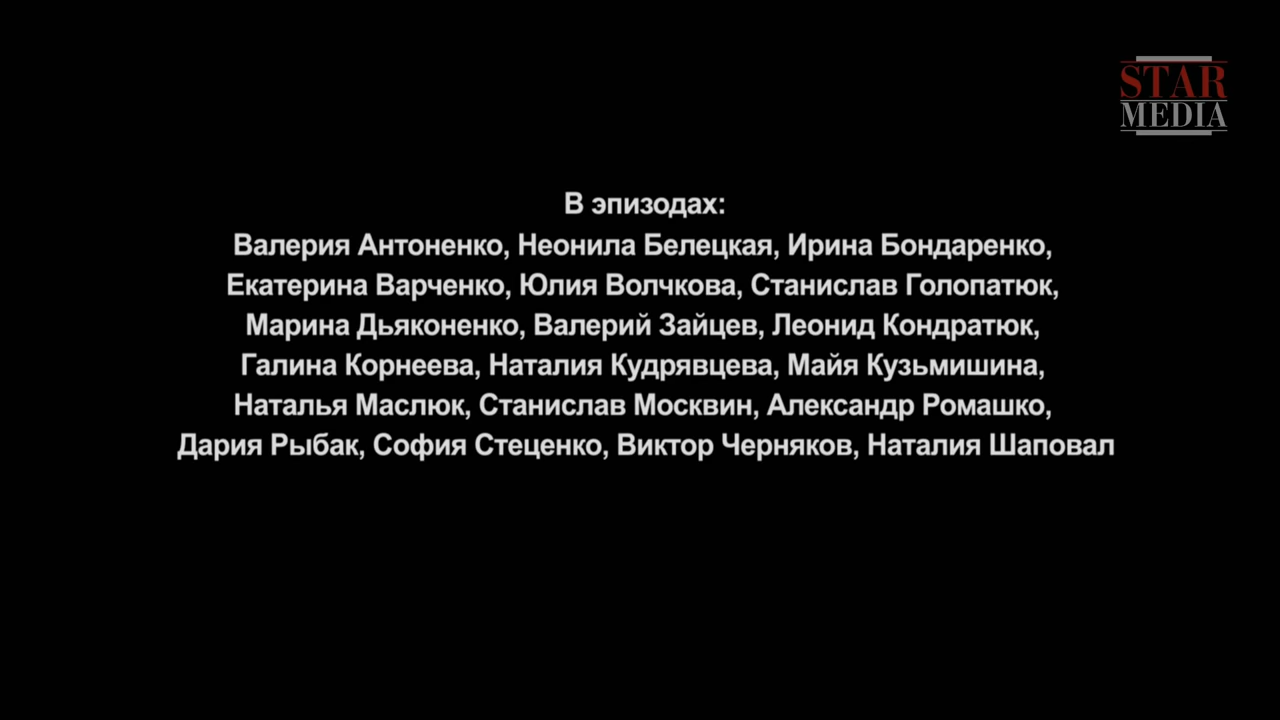 STAR
MEDIA
В эпизодах:
Валерия Антоненко, Неонила Белецкая, Ирина Бондаренко,
Екатерина Варченко, Юлия Волчкова, Станислав Голопатюк,
Марина Дьяконенко, Валерий Зайцев, Леонид Кондратюк,
Галина Корнеева, Наталия Кудрявцева, Майя Кузьмишина,
Наталья Маслюк, Станислав Москвин, Александр Ромашко,
Дария Рыбак, София Стеценко, Виктор Черняков, Наталия Шаповал